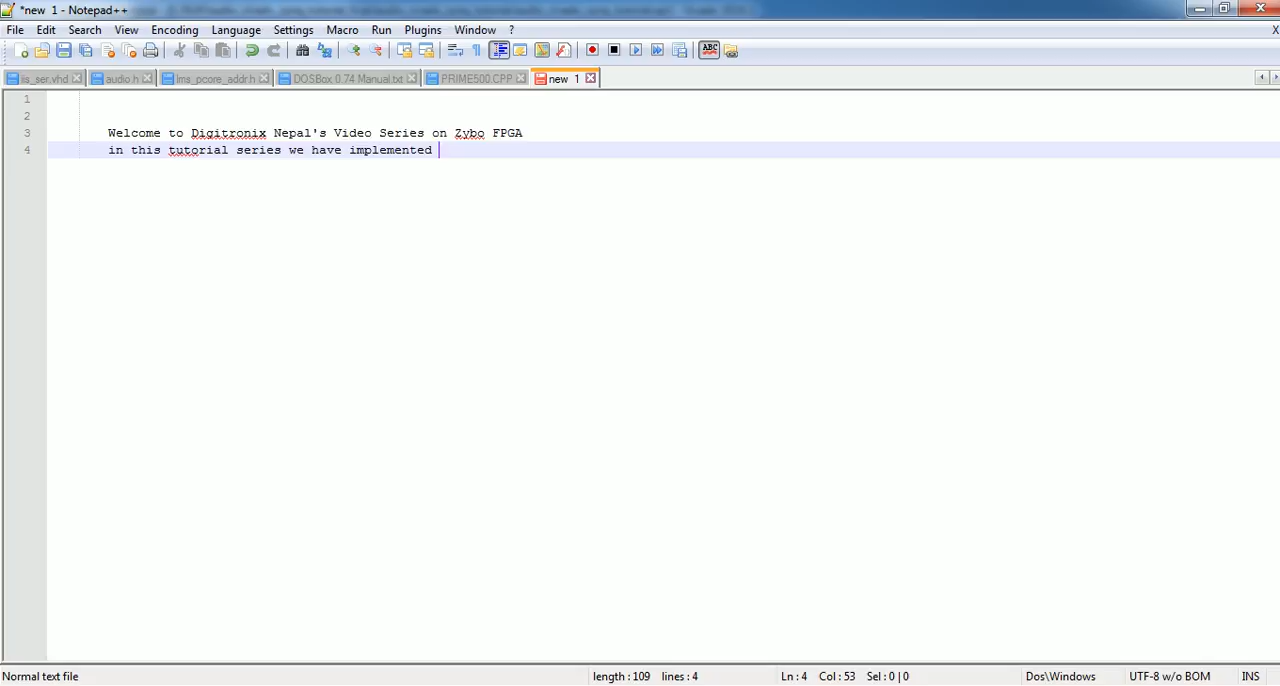 *new 1 - Notepad++
File Edit Search View Encoding Language Settings Macro Run Plugins Window ? X
iis_ser.vhd audio.h lms_pcore_addr.h DOSBox 0.74 Manual.txt PRIME500.CPP new 1
1
2
3 Welcome to Digitronix Nepal's Video Series on Zybo FPGA
4 in this tutorial series we have implemented
Normal text file length : 109 lines : 4 Ln : 4 Col : 53 Sel : 0 | 0 Dos\Windows UTF-8 w/o BOM INS